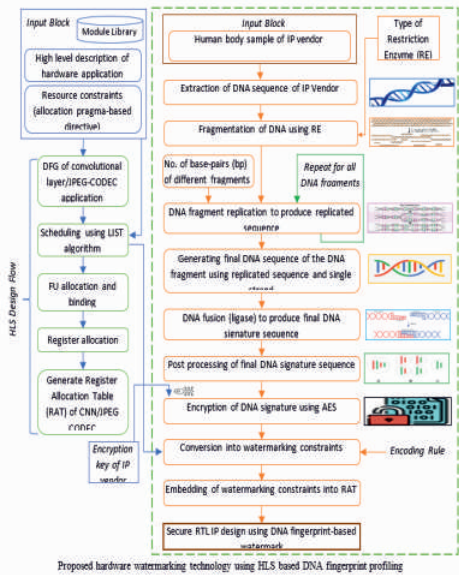 Input Block
Module Library
High level description of
hardware application
Resource constraints
(allocation pragma-based
directive)
HLS Design Flow
DFG of convolutional
layer/JPEG-CODEC
application
Scheduling using LIST
algorithm
FU allocation and
binding
Register allocation
Generate Register
Allocation Table
(RAT) of CNN/JPEG
CODEC
Encryption
key of IP
vendor
Input Block
Human body sample of IP vendor
Type of
Restriction
Enzyme (RE)
Extraction of DNA sequence of IP Vendor
Fragmentation of DNA using RE
No. of base-pairs (bp)
of different fragments
Repeat for all
DNA fragments
DNA fragment replication to produce replicated
sequence
Generating final DNA sequence of the DNA
fragment using replicated sequence and single
strand
DNA fusion (ligase) to produce final DNA
signature sequence
Post processing of final DNA signature sequence
Encryption of DNA signature using AES
Conversion into watermarking constraints
Encoding Rule
Embedding of watermarking constraints into RAT
Secure RTL IP design using DNA fingerprint-based
watermark
Proposed hardware watermarking technology using HLS based DNA fingerprint profiling